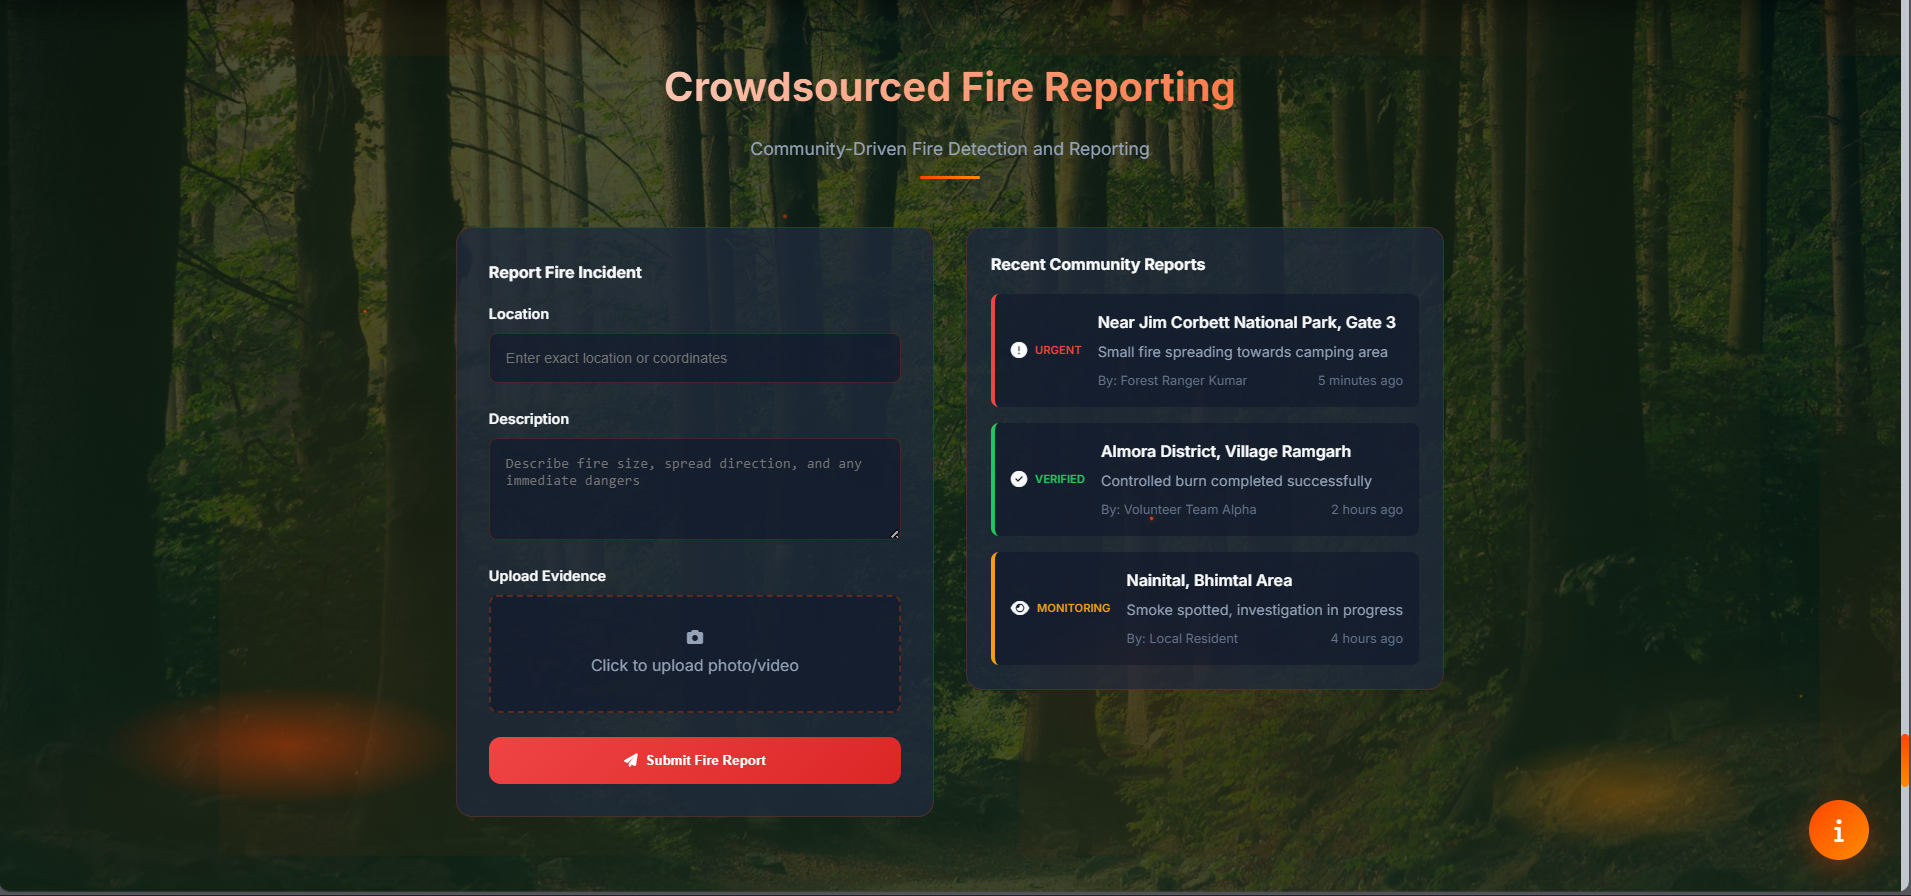 Crowdsourced Fire Reporting
Community-Driven Fire Detection and Reporting
Report Fire Incident
Location
Enter exact location or coordinates
Description
Describe fire size, spread direction, and any
immediate dangers
Upload Evidence
Click to upload photo/video
Submit Fire Report
Recent Community Reports
URGENT
Near Jim Corbett National Park, Gate 3
Small fire spreading towards camping area
By: Forest Ranger Kumar 5 minutes ago
VERIFIED
Almora District, Village Ramgarh
Controlled burn completed successfully
By: Volunteer Team Alpha 2 hours ago
MONITORING
Nainital, Bhimtal Area
Smoke spotted, investigation in progress
By: Local Resident 4 hours ago
i